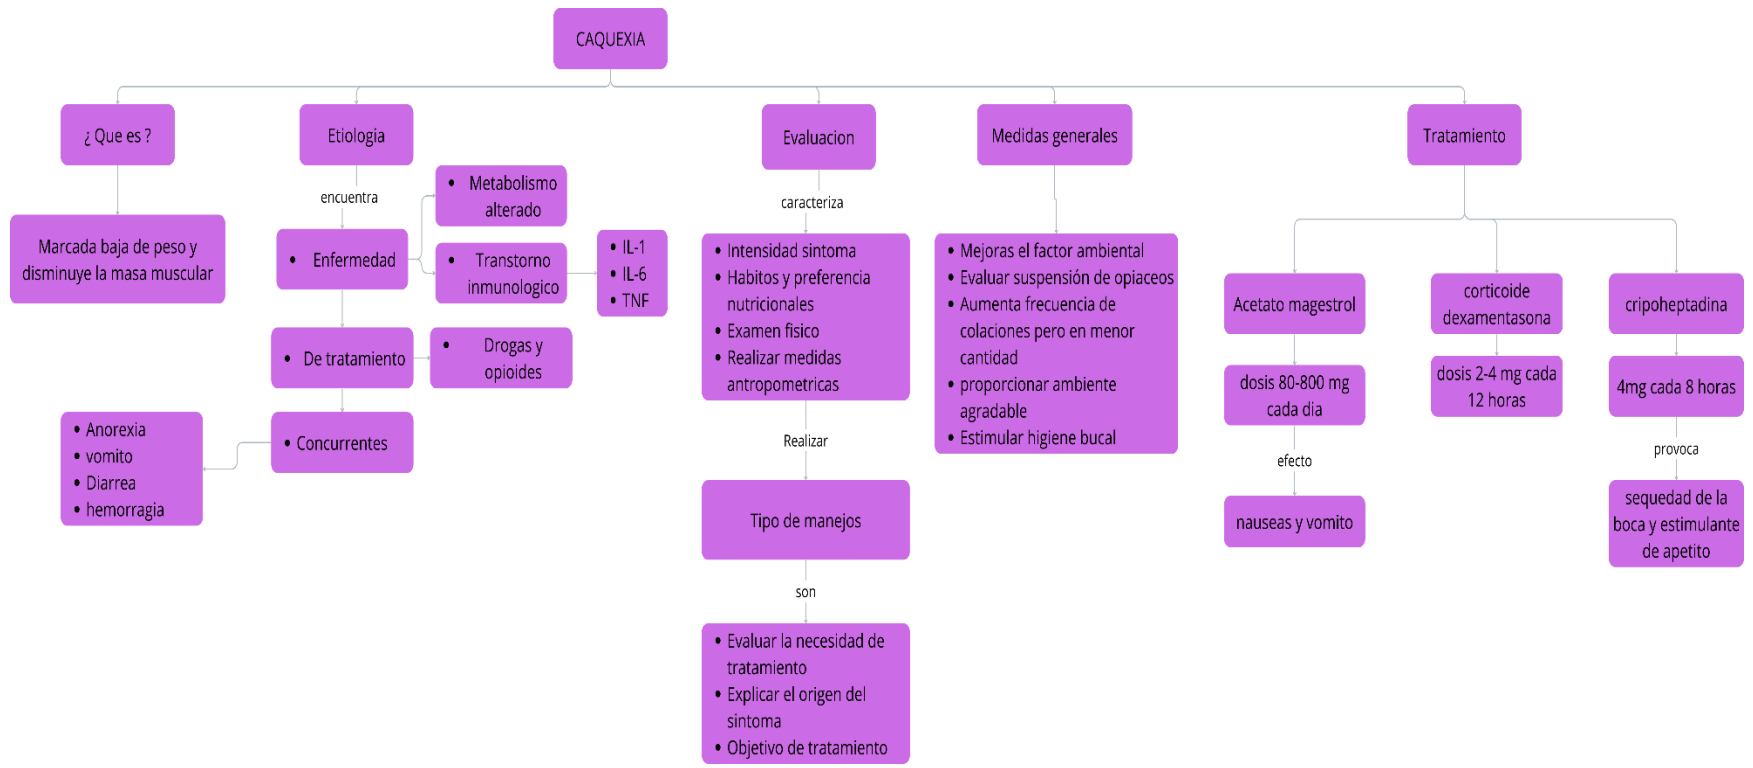 CAQUEXIA
¿ Que es ?
Marcada baja de peso y
disminuye la masa muscular
Etiologia
encuentra
• Enfermedad
• Metabolismo
alterado
• Transtorno
inmunologico
• IL-1
• IL-6
• TNF
• De tratamiento
• Drogas y
opioides
• Concurrentes
• Anorexia
• vomito
• Diarrea
• hemorragia
Evaluacion
caracteriza
• Intensidad sintoma
• Habitos y preferencia
nutricionales
• Examen físico
• Realizar medidas
antropometricas
Realizar
Tipo de manejos
son
• Evaluar la necesidad de
tratamiento
• Explicar el origen del
sintoma
• Objetivo de tratamiento
Medidas generales
• Mejoras el factor ambiental
• Evaluar suspensión de opiaceos
• Aumenta frecuencia de
colaciones pero en menor
cantidad
• proporcionar ambiente
agradable
• Estimular higiene bucal
Tratamiento
Acetato magestrol
dosis 80-800 mg
cada dia
efecto
nauseas y vomito
corticoide
dexamentasona
dosis 2-4 mg cada
12 horas
cripoheptadina
4mg cada 8 horas
provoca
sequedad de la
boca y estimulante
de apetito